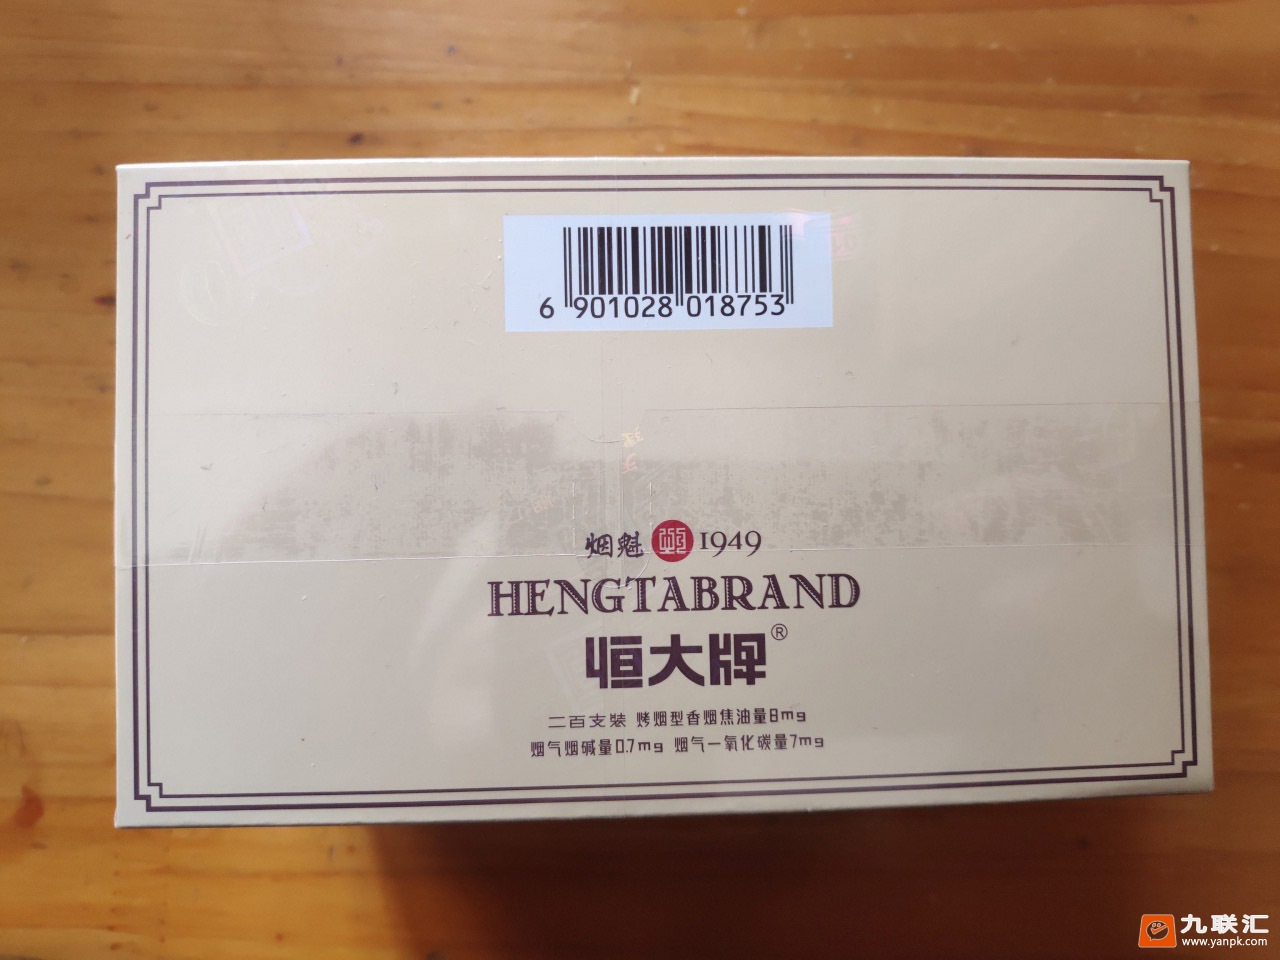 6 901028 018753
烟魁 1949
HENGTABRAND
恒大牌®
二百支装 烤烟型香烟焦油量8mg
烟气烟碱量0.7mg 烟气一氧化碳量7mg
九联汇
www.yanpk.com